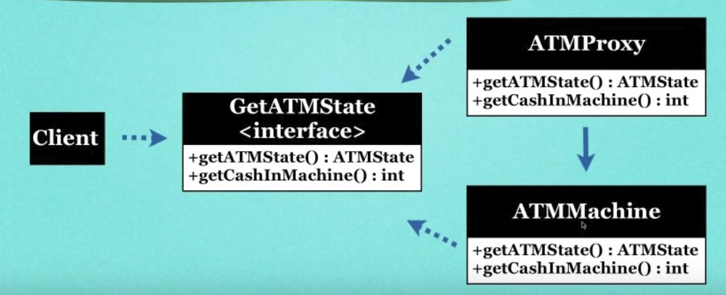 Client
GetATMState
<interface>
+getATMState() : ATMState
+getCashInMachine() : int
ATMProxy
+getATMState() : ATMState
+getCashInMachine() : int
ATMMachine
+getATMState() : ATMState
+getCashInMachine() : int